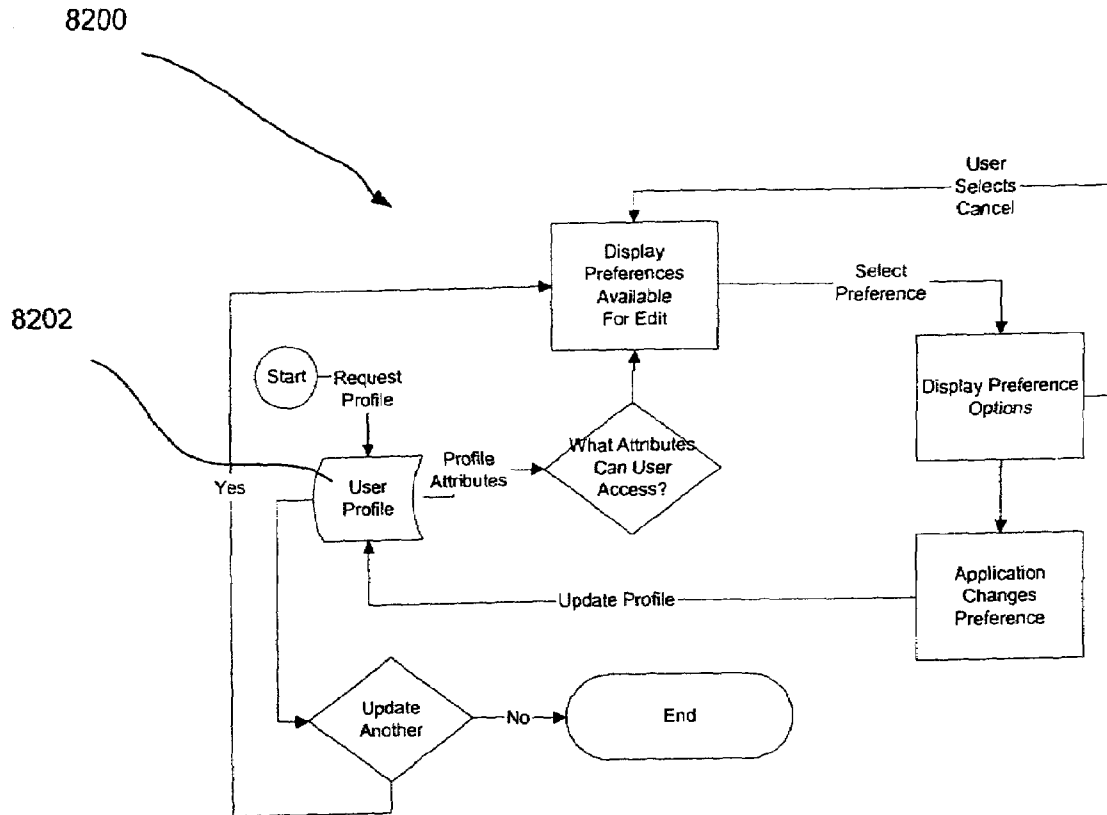 8200
User
Selects
Cancel
Display
Preferences
Available
For Edit
Select
Preference
8202
Start
Request
Profile
Display Preference
Options
What Attributes
Can User
Access?
Profile
Attributes
User
Profile
Yes
Application
Changes
Preference
Update Profile
Update
Another
No
End